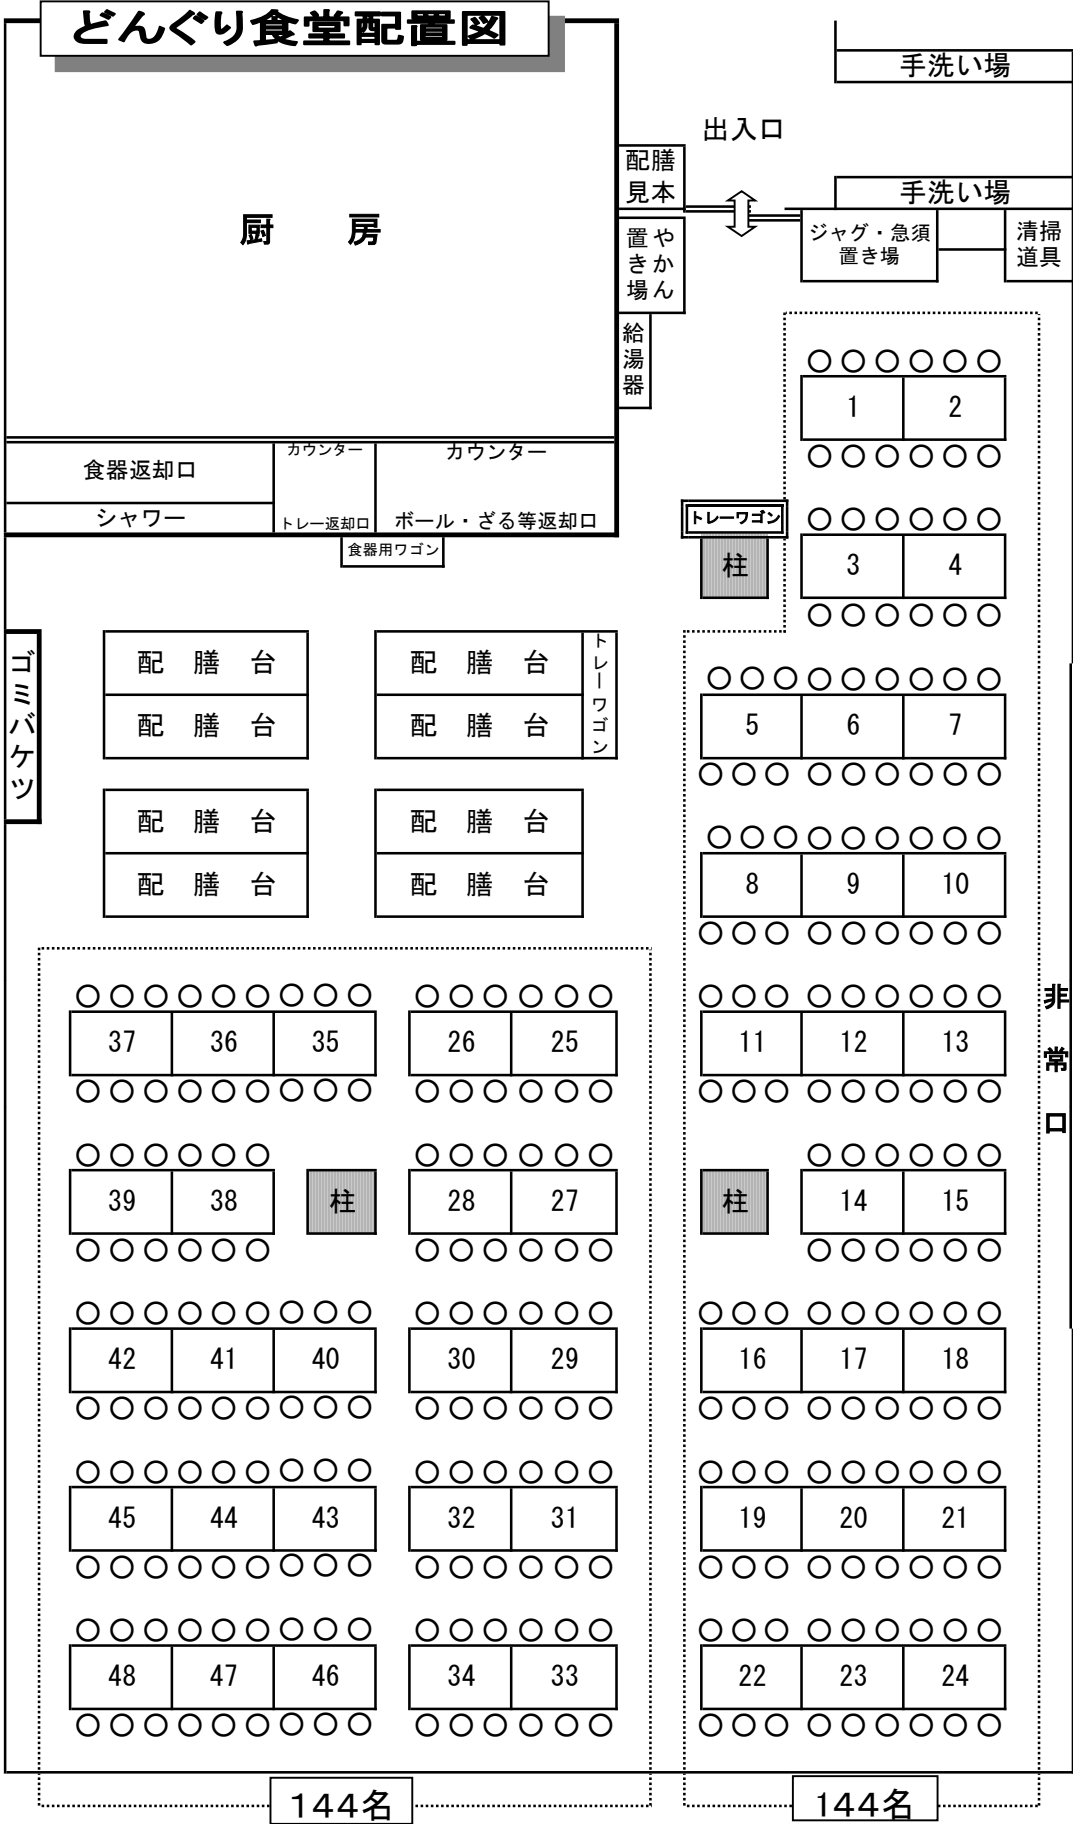 どんぐり食堂配置図
手洗い場
出入口
配膳
見本
手洗い場
厨　房
やかん
置き場
ジャグ・急須
置き場
清掃
道具
給湯器
1 2
食器返却口
カウンター
カウンター
シャワー
トレー返却口
ボール・ざる等返却口
トレーワゴン
食器用ワゴン
柱
3 4
ゴミバケツ
配　膳　台
配　膳　台
トレーワゴン
配　膳　台
配　膳　台
5 6 7
配　膳　台
配　膳　台
配　膳　台
配　膳　台
8 9 10
37 36 35 26 25 11 12 13
非常口
39 38 柱 28 27 柱 14 15
42 41 40 30 29 16 17 18
45 44 43 32 31 19 20 21
48 47 46 34 33 22 23 24
144名
144名